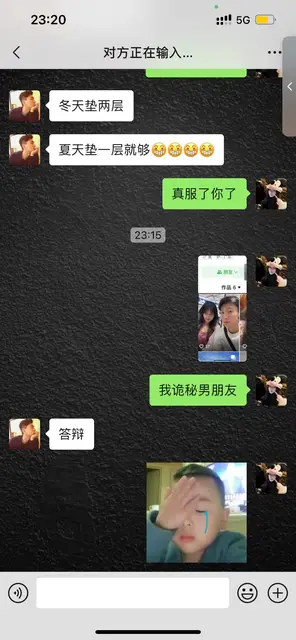 23:20
5G
对方正在输入...
冬天垫两层
夏天垫一层就够😁😁😁😁
真服了你了
23:15
作品 6
我诡秘男朋友
答辩